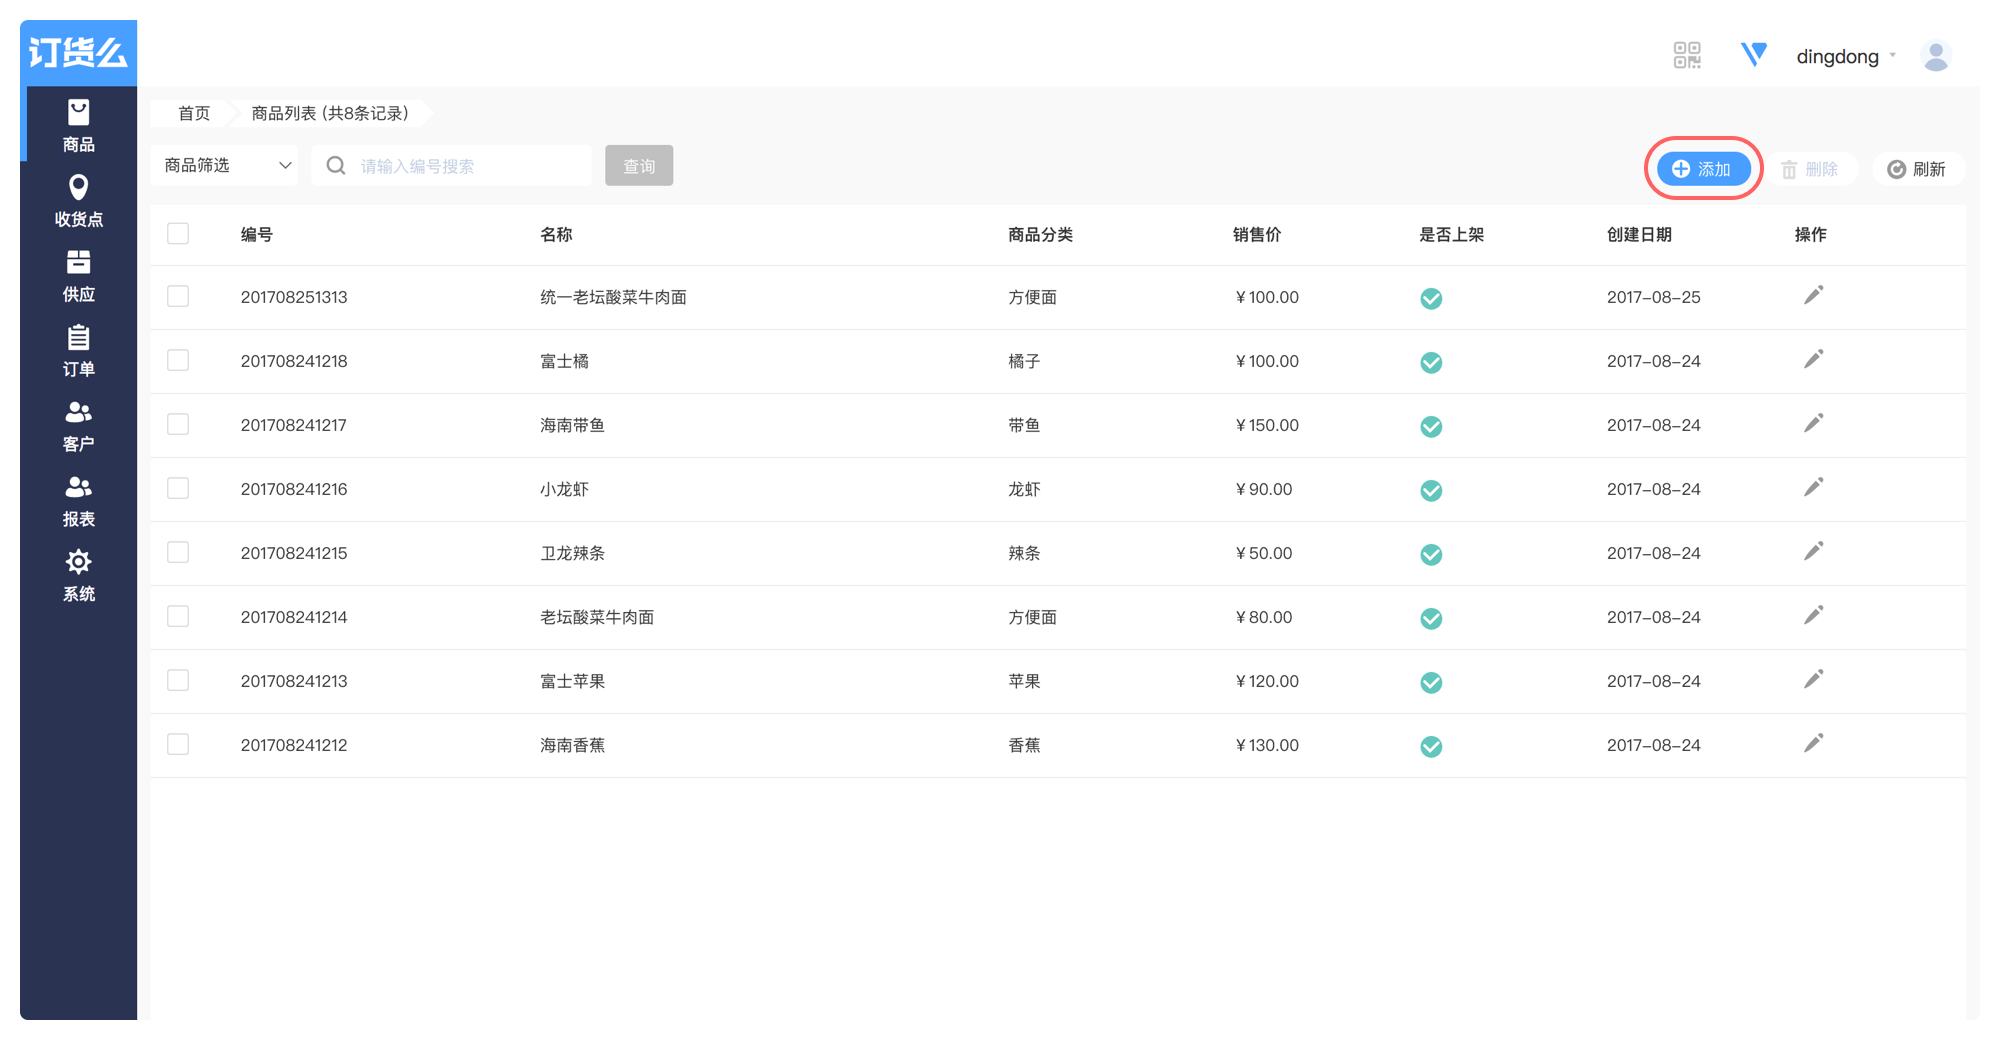 订货么
dingdong
首页 商品列表 (共8条记录)
商品筛选 请输入编号搜索 查询 添加 删除 刷新
商品
收货点
供应
订单
客户
报表
系统
编号 名称 商品分类 销售价 是否上架 创建日期 操作
201708251313 统一老坛酸菜牛肉面 方便面 ¥100.00 2017-08-25
201708241218 富士橘 橘子 ¥100.00 2017-08-24
201708241217 海南带鱼 带鱼 ¥150.00 2017-08-24
201708241216 小龙虾 龙虾 ¥90.00 2017-08-24
201708241215 卫龙辣条 辣条 ¥50.00 2017-08-24
201708241214 老坛酸菜牛肉面 方便面 ¥80.00 2017-08-24
201708241213 富士苹果 苹果 ¥120.00 2017-08-24
201708241212 海南香蕉 香蕉 ¥130.00 2017-08-24